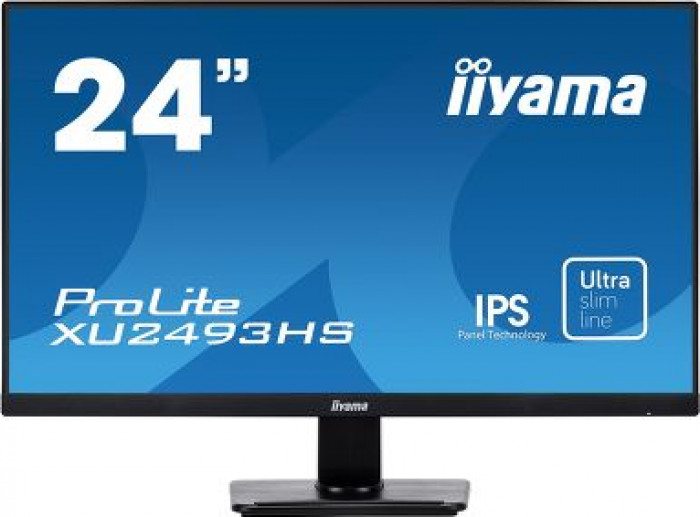 24”
iiyama
ProLite
XU2493HS
IPS
Panel Technology
Ultra
slim
line
iiyama